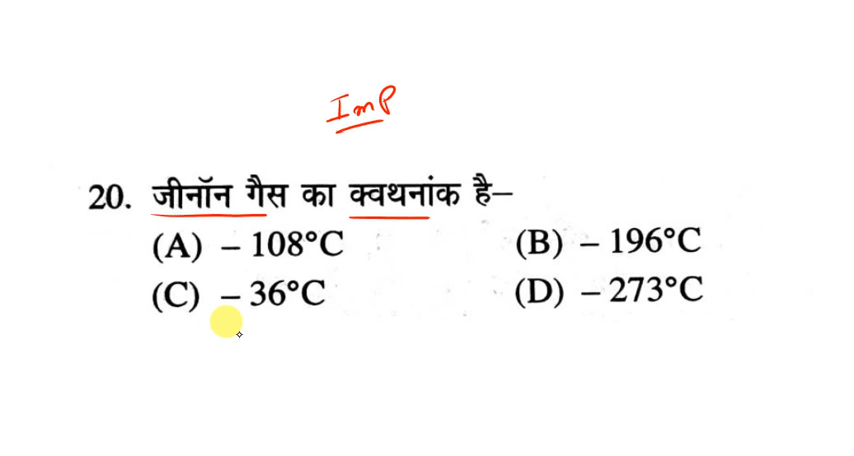 ImP
20. जीनॉन गैस का क्वथनांक है–
(A) – 108°C (B) – 196°C
(C) – 36°C (D) – 273°C